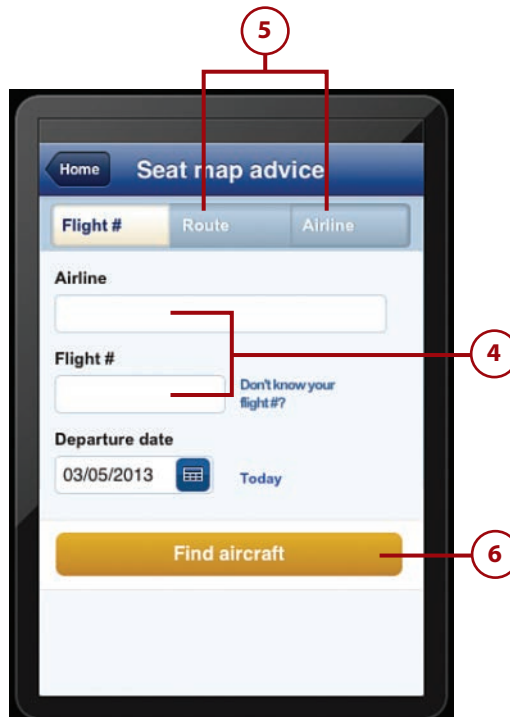 5
Home Seat map advice
Flight # Route Airline
Airline
4
Flight #
Don't know your
flight #?
Departure date
03/05/2013 Today
Find aircraft
6